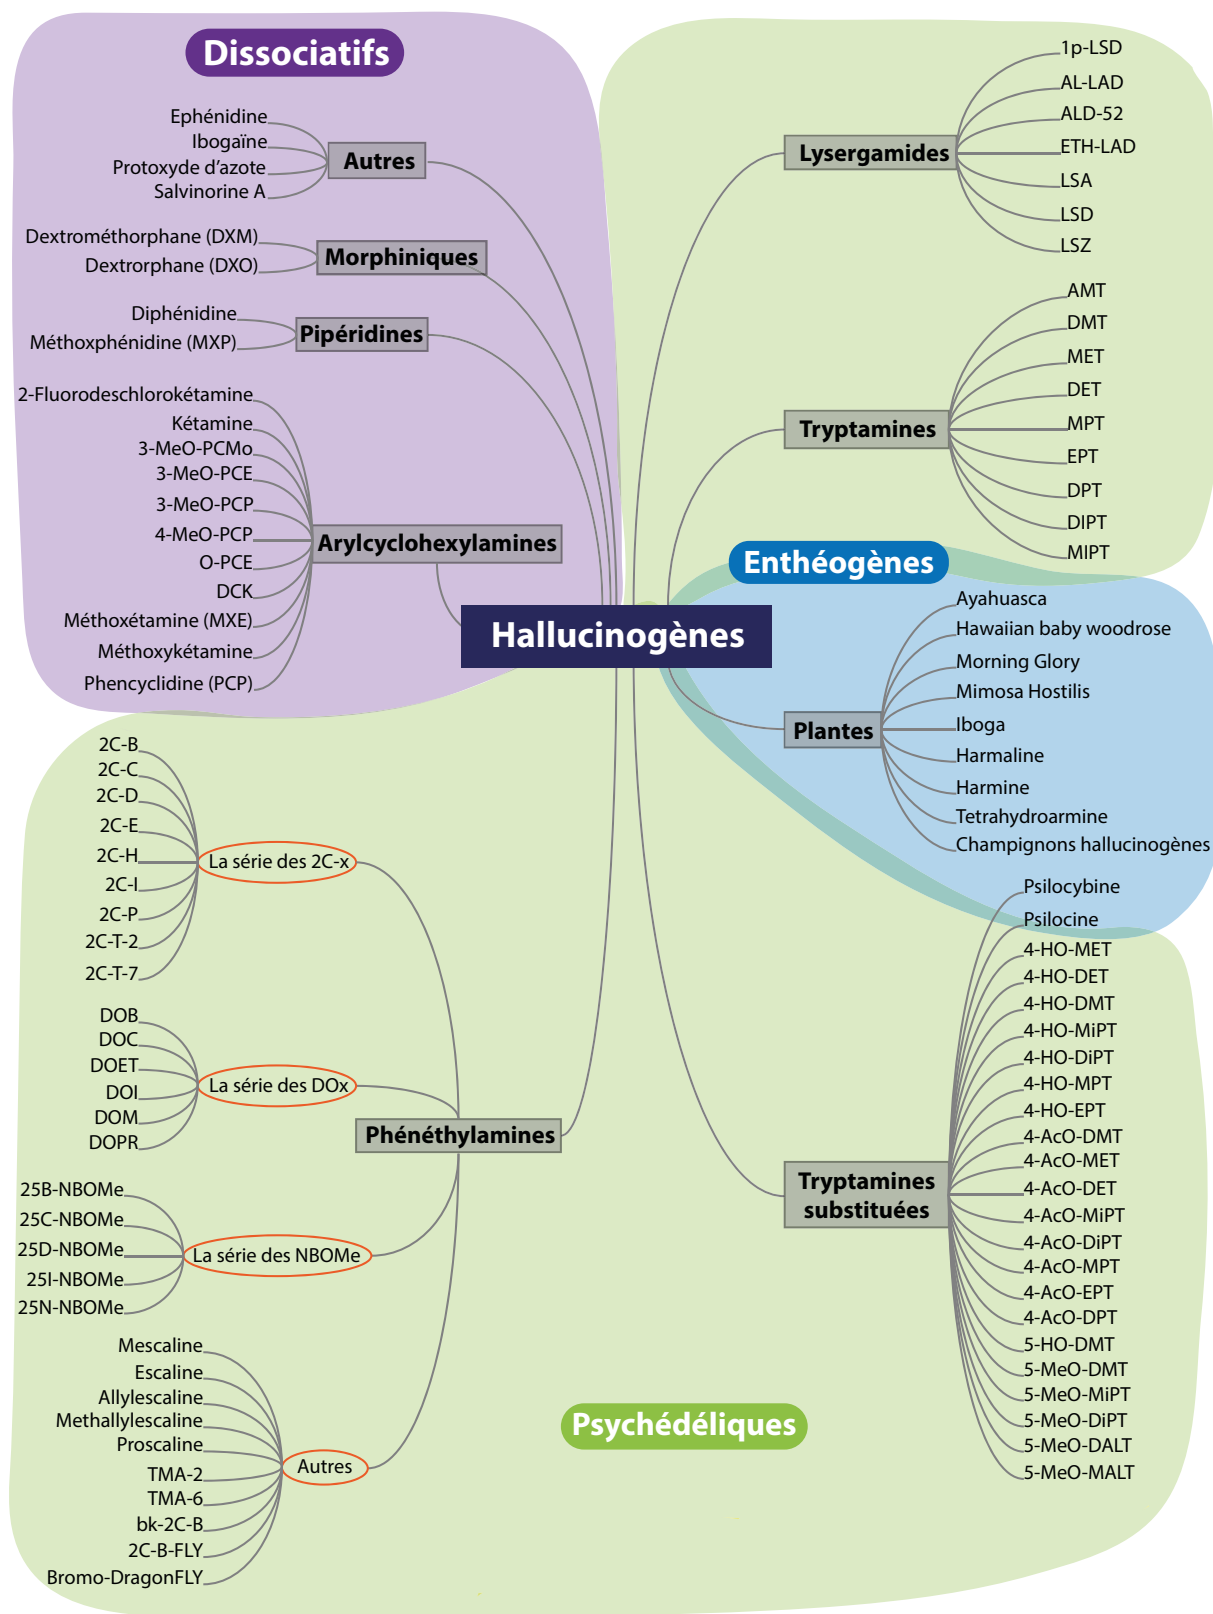 Dissociatifs
Ephénidine
Ibogaïne
Protoxyde d'azote
Salvinorine A
Autres
Dextrométhorphane (DXM)
Dextrorphane (DXO)
Morphiniques
Diphénidine
Méthoxphénidine (MXP)
Pipéridines
2-Fluorodeschlorokétamine
Kétamine
3-MeO-PCMo
3-MeO-PCE
3-MeO-PCP
4-MeO-PCP
O-PCE
DCK
Méthoxétamine (MXE)
Méthoxykétamine
Phencyclidine (PCP)
Arylcyclohexylamines
Hallucinogènes
Lysergamides
1p-LSD
AL-LAD
ALD-52
ETH-LAD
LSA
LSD
LSZ
Tryptamines
AMT
DMT
MET
DET
MPT
EPT
DPT
DIPT
MIPT
Enthéogènes
Plantes
Ayahuasca
Hawaiian baby woodrose
Morning Glory
Mimosa Hostilis
Iboga
Harmaline
Harmine
Tetrahydroarmine
Champignons hallucinogènes
Psilocybine
Psilocine
4-HO-MET
4-HO-DET
4-HO-DMT
4-HO-MiPT
4-HO-DiPT
4-HO-MPT
4-HO-EPT
4-AcO-DMT
4-AcO-MET
4-AcO-DET
4-AcO-MiPT
4-AcO-DiPT
4-AcO-MPT
4-AcO-EPT
4-AcO-DPT
5-HO-DMT
5-MeO-DMT
5-MeO-MiPT
5-MeO-DiPT
5-MeO-DALT
5-MeO-MALT
Tryptamines
substituées
2C-B
2C-C
2C-D
2C-E
2C-H
2C-I
2C-P
2C-T-2
2C-T-7
La série des 2C-x
DOB
DOC
DOET
DOI
DOM
DOPR
La série des DOx
Phénéthylamines
25B-NBOMe
25C-NBOMe
25D-NBOMe
25I-NBOMe
25N-NBOMe
La série des NBOMe
Mescaline
Escaline
Allylescaline
Methallylescaline
Proscaline
TMA-2
TMA-6
bk-2C-B
2C-B-FLY
Bromo-DragonFLY
Autres
Psychédéliques